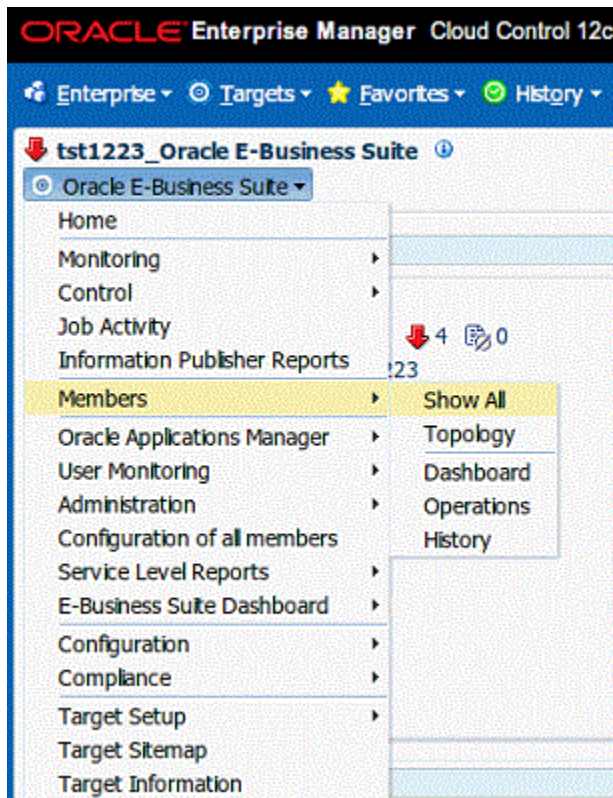 ORACLE Enterprise Manager Cloud Control 12c
Enterprise Targets Favorites History
tst1223_Oracle E-Business Suite
Oracle E-Business Suite
Home
Monitoring
Control
Job Activity
4 0
Information Publisher Reports
223
Members
Show All
Oracle Applications Manager
Topology
User Monitoring
Dashboard
Administration
Operations
Configuration of all members
History
Service Level Reports
E-Business Suite Dashboard
Configuration
Compliance
Target Setup
Target Sitemap
Target Information